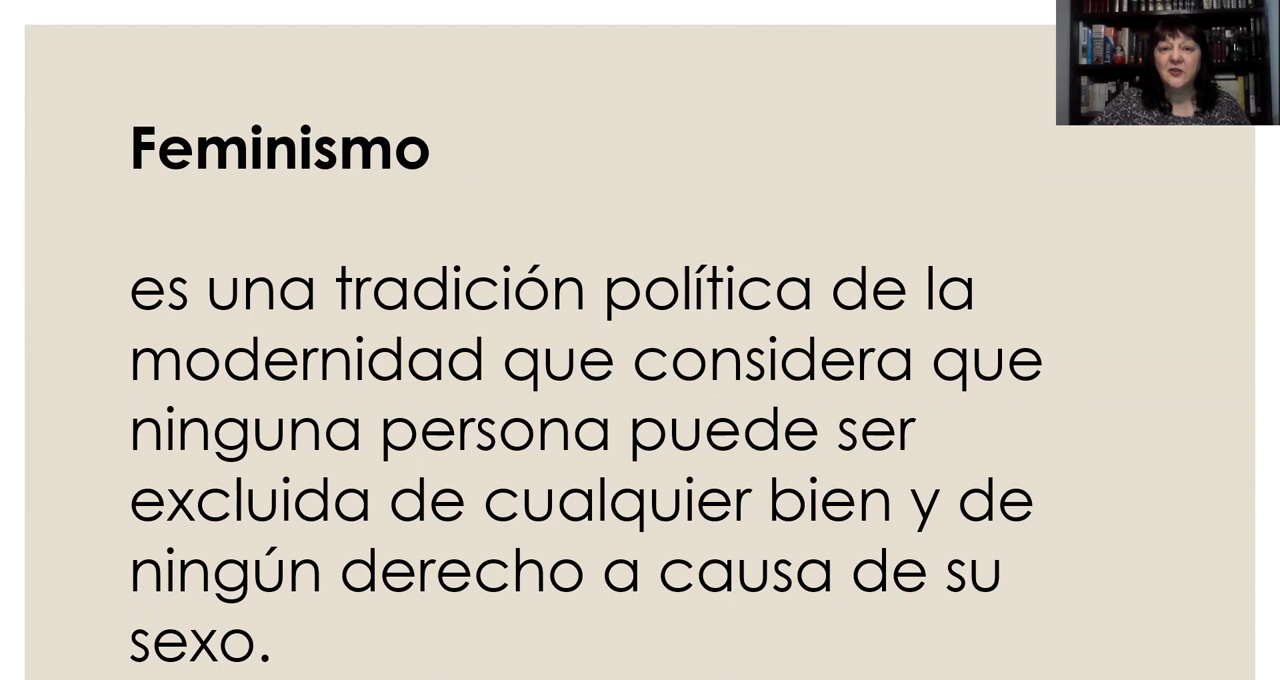 Feminismo
es una tradición política de la
modernidad que considera que
ninguna persona puede ser
excluida de cualquier bien y de
ningún derecho a causa de su
sexo.